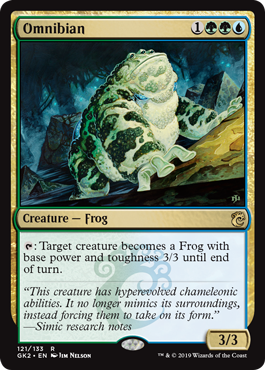 Omnibian 1
Creature — Frog
: Target creature becomes a Frog with
base power and toughness 3/3 until end
of turn.
“This creature has hyperevolved chameleonic
abilities. It no longer mimics its surroundings,
instead forcing them to take on its form.”
—Simic research notes
3/3
121/133 R
GK2 • EN JIM NELSON
™ & © 2019 Wizards of the Coast